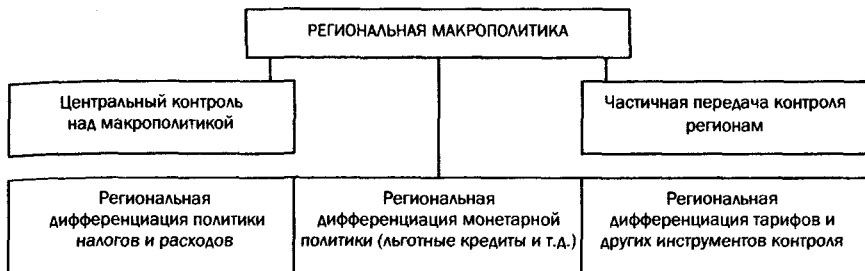 РЕГИОНАЛЬНАЯ МАКРОПОЛИТИКА
Центральный контроль
над макрополитикой
Частичная передача контроля
регионам
Региональная
дифференциация политики
налогов и расходов
Региональная
дифференциация монетарной
политики (льготные кредиты и т.д.)
Региональная
дифференциация тарифов и
других инструментов контроля